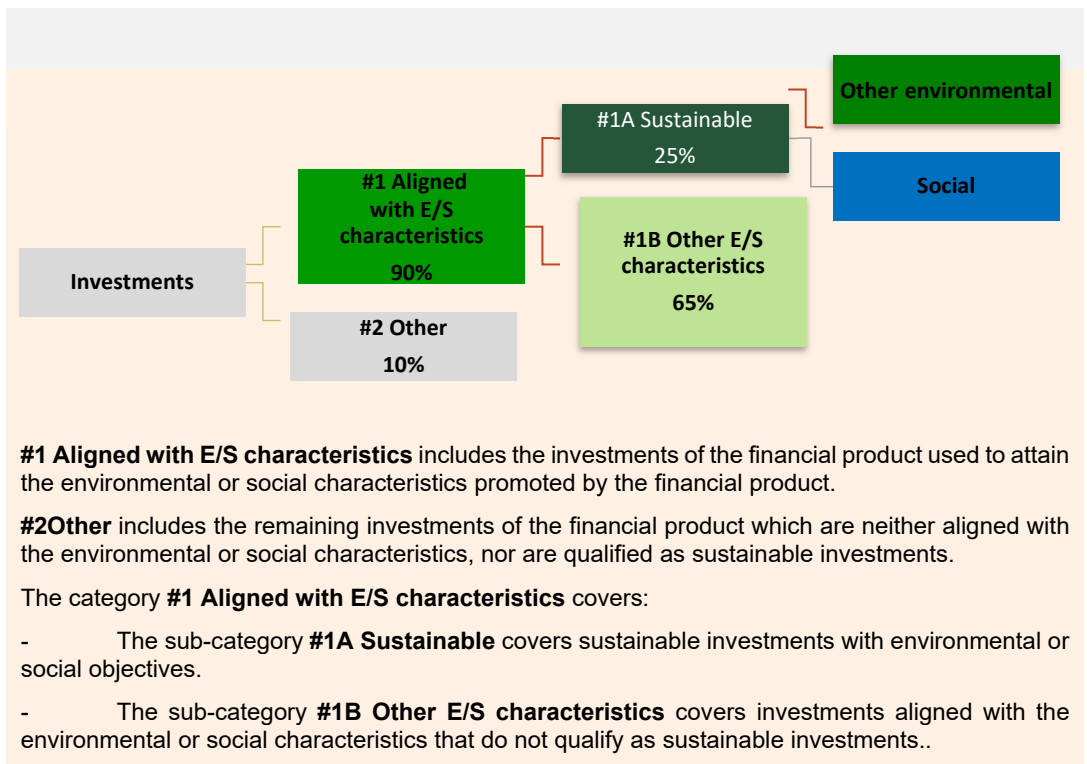 Other environmental
#1A Sustainable
25%
Social
#1 Aligned
with E/S
characteristics
90%
#1B Other E/S
characteristics
65%
Investments
#2 Other
10%
#1 Aligned with E/S characteristics includes the investments of the financial product used to attain
the environmental or social characteristics promoted by the financial product.
#2Other includes the remaining investments of the financial product which are neither aligned with
the environmental or social characteristics, nor are qualified as sustainable investments.
The category #1 Aligned with E/S characteristics covers:
- The sub-category #1A Sustainable covers sustainable investments with environmental or
social objectives.
- The sub-category #1B Other E/S characteristics covers investments aligned with the
environmental or social characteristics that do not qualify as sustainable investments..